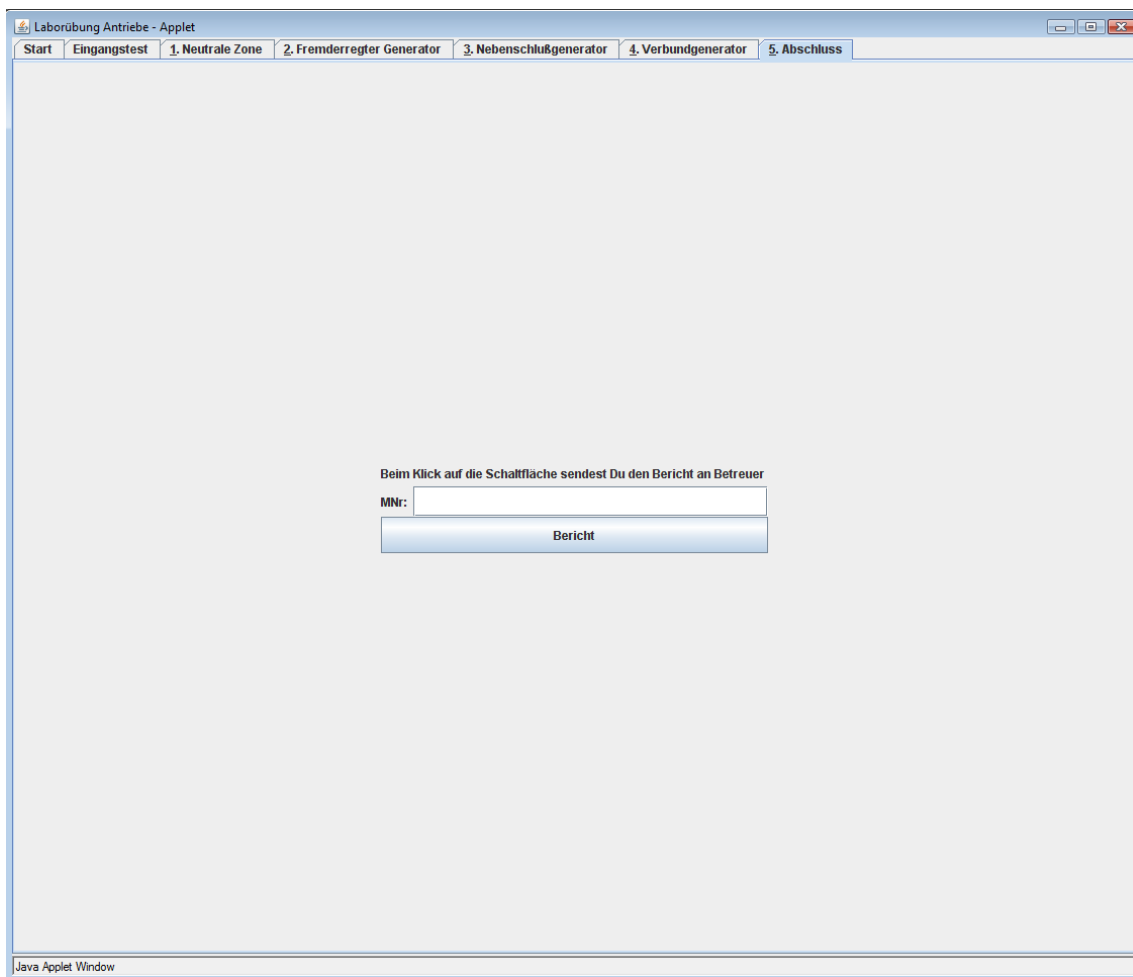 Laborübung Antriebe - Applet
Start Eingangstest 1. Neutrale Zone 2. Fremderregter Generator 3. Nebenschlußgenerator 4. Verbundgenerator 5. Abschluss
Beim Klick auf die Schaltfläche sendest Du den Bericht an Betreuer
MNr:
Bericht
Java Applet Window